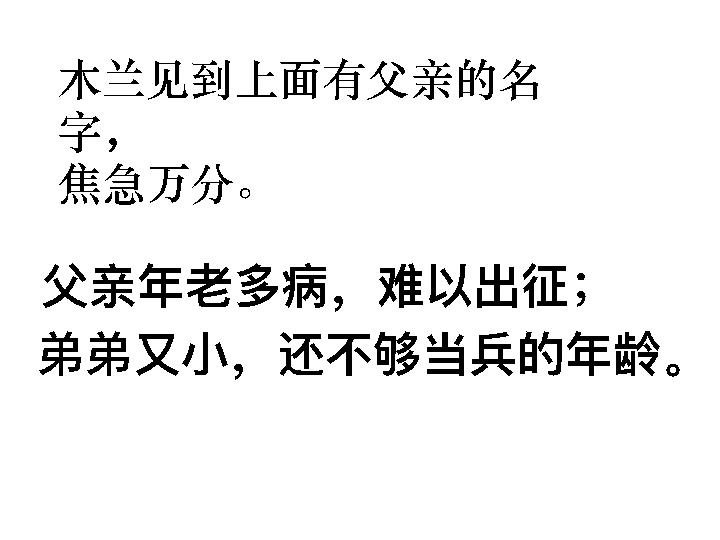 木兰见到上面有父亲的名
字，
焦急万分。
父亲年老多病，难以出征；
弟弟又小，还不够当兵的年龄。